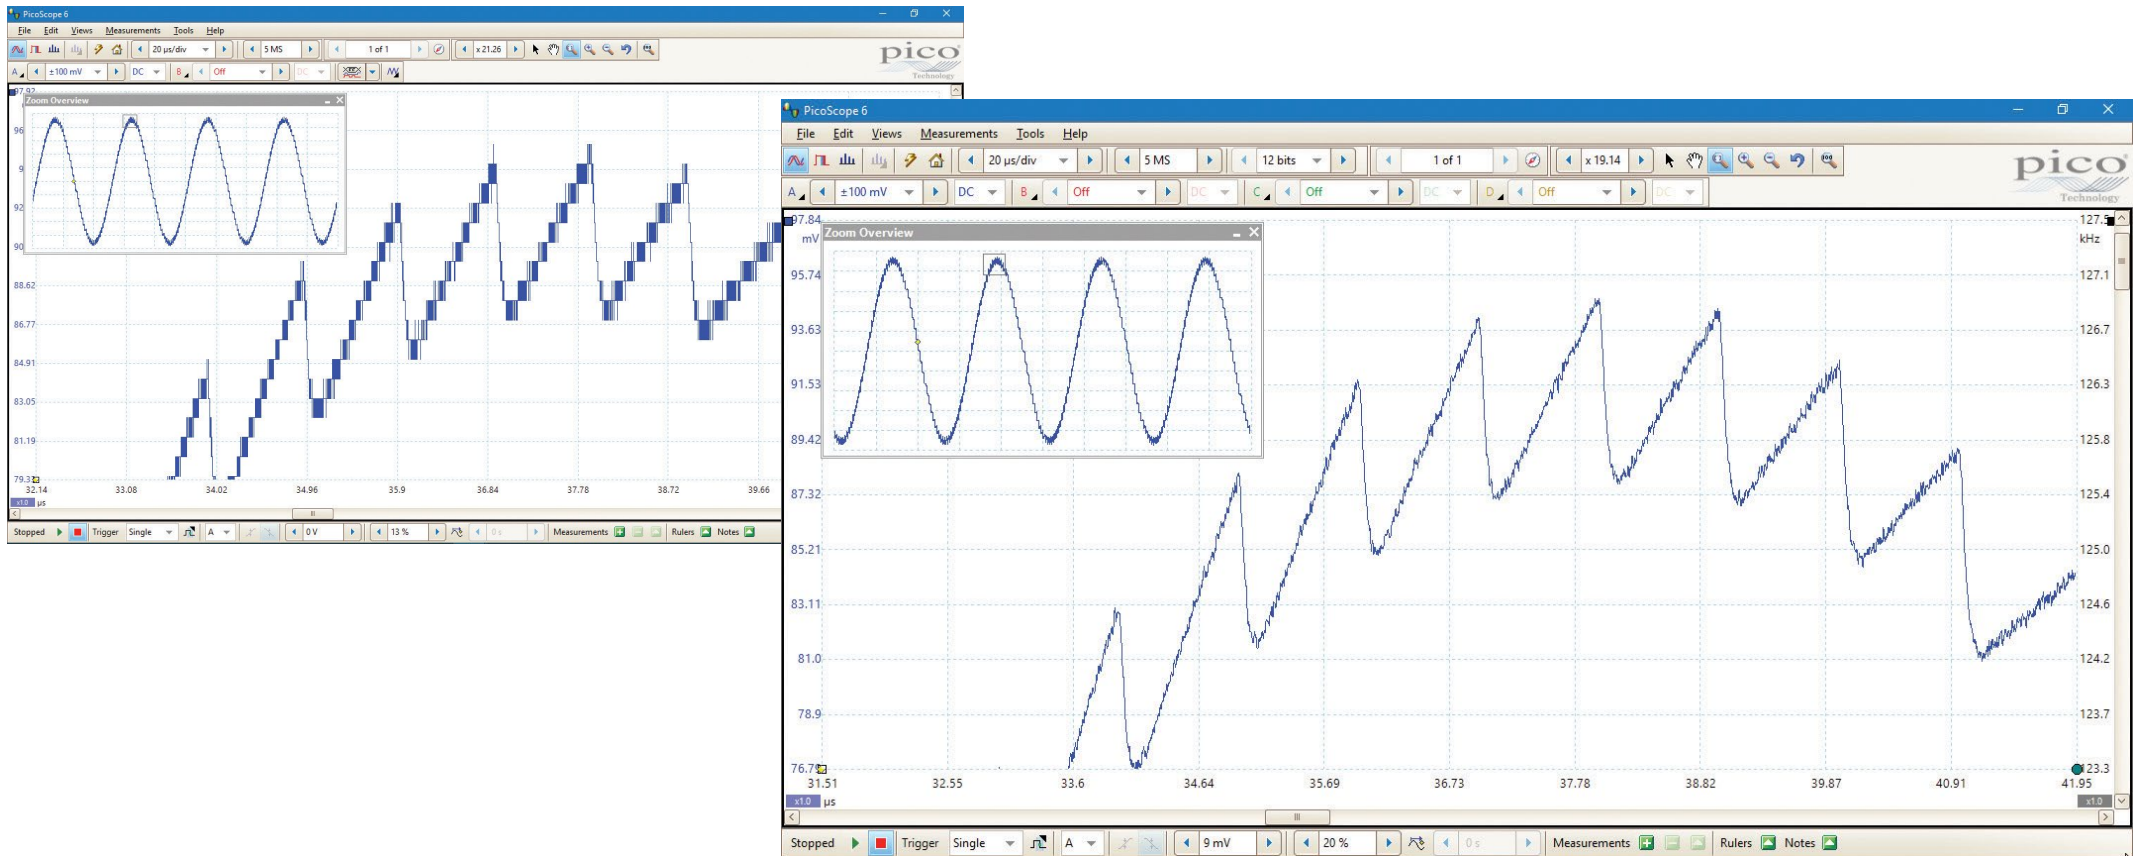 PicoScope 6
File Edit Views Measurements Tools Help
20 µs/div 5 MS 1 of 1 x 21.26
pico
Technology
A ±100 mV DC B Off DC
97.92
Zoom Overview
96
9
92
90
88.62
86.77
84.91
83.05
81.19
79.33
32.14 33.08 34.02 34.96 35.9 36.84 37.78 38.72 39.66
x1.0 µs
Stopped Trigger Single A 0 V 13 % 0 s Measurements Rulers Notes
PicoScope 6
File Edit Views Measurements Tools Help
20 µs/div 5 MS 12 bits 1 of 1 x 19.14
pico
Technology
A ±100 mV DC B Off DC C Off DC D Off DC
97.84 127.5
mV Zoom Overview kHz
95.74 127.1
93.63 126.7
91.53 126.3
89.42 125.8
87.32 125.4
85.21 125.0
83.11 124.6
81.0 124.2
78.9 123.7
76.79 123.3
31.51 32.55 33.6 34.64 35.69 36.73 37.78 38.82 39.87 40.91 41.95
x1.0 µs x1.0
Stopped Trigger Single A 9 mV 20 % 0 s Measurements Rulers Notes